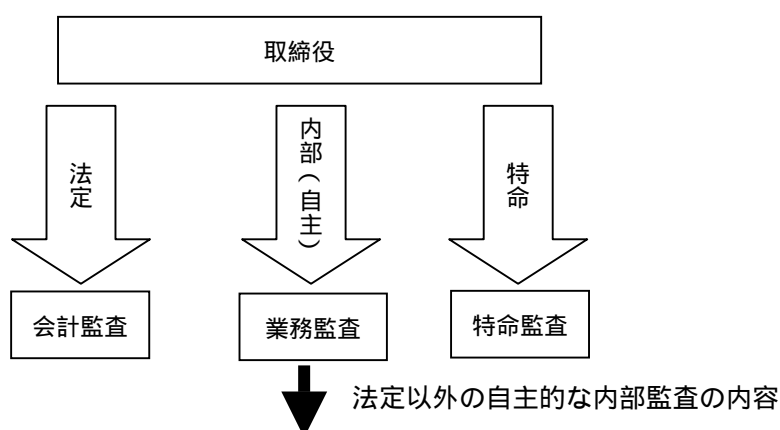 取締役
法定
内部(自主)
特命
会計監査
業務監査
特命監査
法定以外の自主的な内部監査の内容